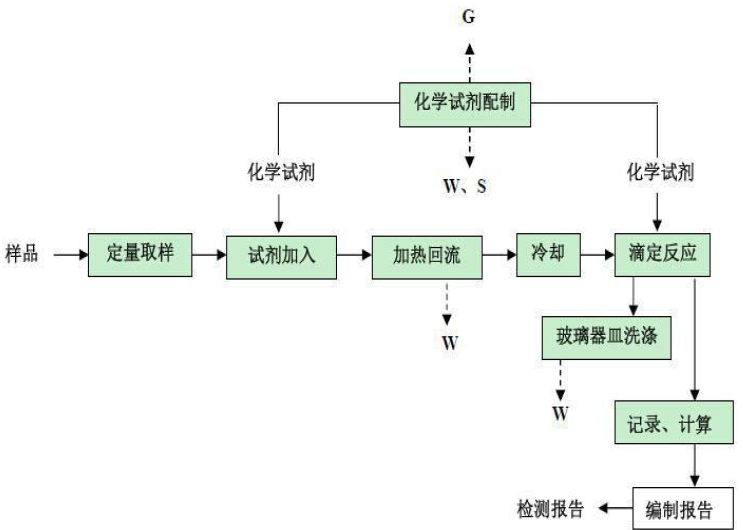 G
化学试剂配制
化学试剂
W、S
化学试剂
样品
定量取样
试剂加入
加热回流
冷却
滴定反应
W
玻璃器皿洗涤
W
记录、计算
检测报告
编制报告